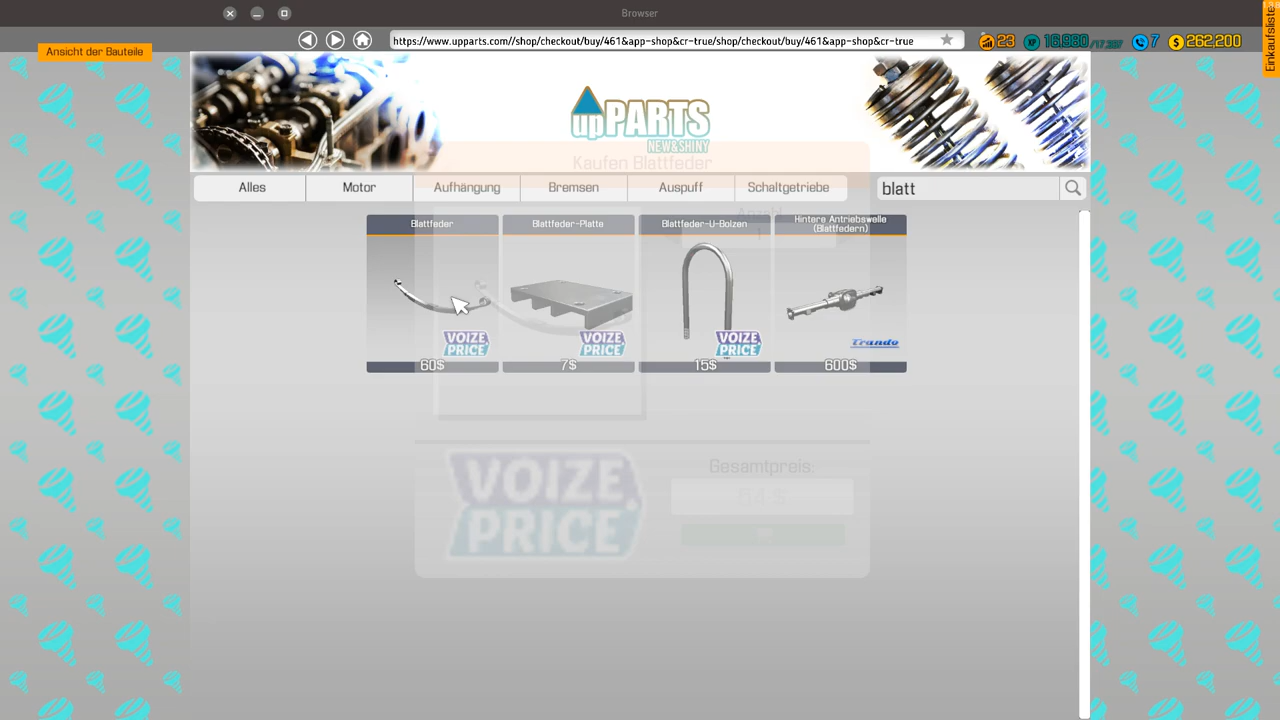 Browser
https://www.upparts.com//shop/checkout/buy/461&app-shop&cr-true/shop/checkout/buy/461&app-shop&cr-true
23
7
262,200
Einkaufsliste
Ansicht der Bauteile
upPARTS
NEW&SHINY
Kaufen Blattfeder
Alles
Motor
Aufhängung
Bremsen
Auspuff
Schaltgetriebe
blatt
Anzahl
1
Blattfeder
Blattfeder-Platte
Blattfeder-U-Bolzen
Hintere Antriebswelle
(Blattfedern)
VOIZE
PRICE
VOIZE
PRICE
VOIZE
PRICE
Trando
60$
7$
15$
600$
VOIZE
PRICE
Gesamtpreis: